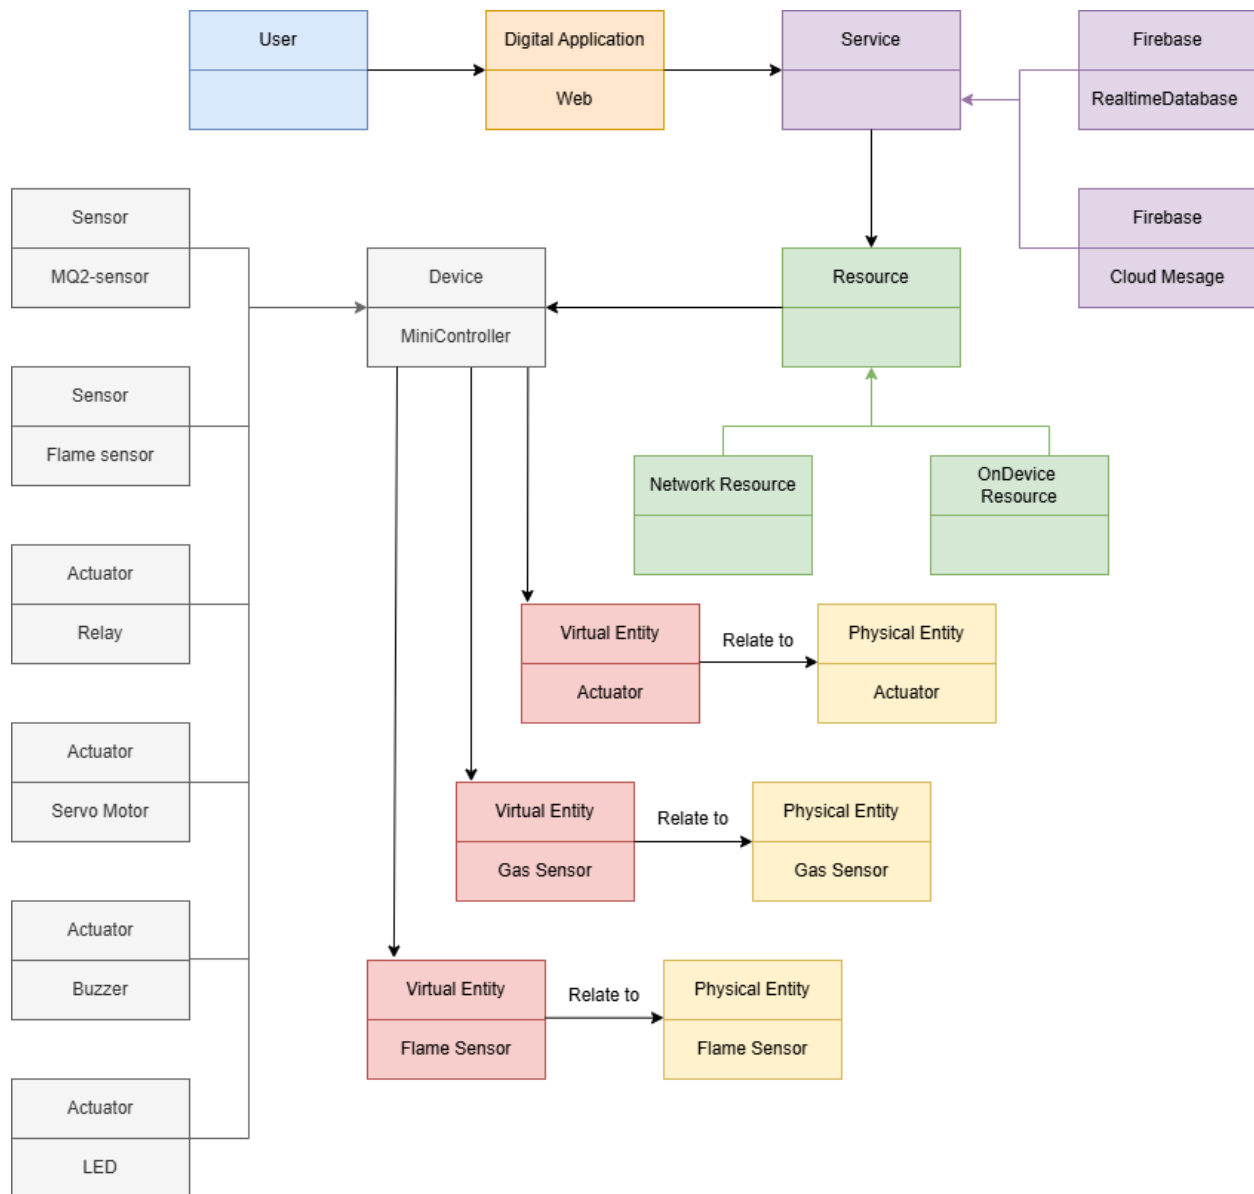 User
Digital Application
Web
Service
Firebase
RealtimeDatabase
Firebase
Cloud Mesage
Sensor
MQ2-sensor
Device
MiniController
Resource
Sensor
Flame sensor
Network Resource
OnDevice
Resource
Actuator
Relay
Virtual Entity
Actuator
Relate to
Physical Entity
Actuator
Actuator
Servo Motor
Virtual Entity
Gas Sensor
Relate to
Physical Entity
Gas Sensor
Actuator
Buzzer
Virtual Entity
Flame Sensor
Relate to
Physical Entity
Flame Sensor
Actuator
LED